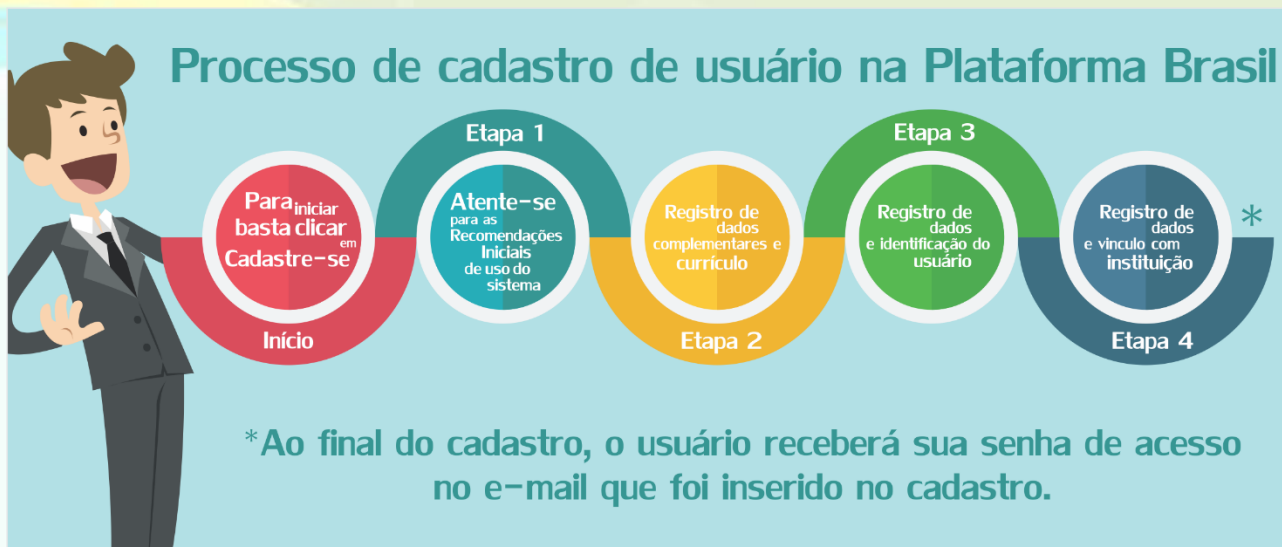 Processo de cadastro de usuário na Plataforma Brasil
Para iniciar
basta clicar
em
Cadastre-se
Início
Etapa 1
Atente-se
para as
Recomendações
Iniciais
de uso do
sistema
Registro de
dados
complementares e
currículo
Etapa 2
Etapa 3
Registro de
dados
e identificação do
usuário
Registro de
dados
e vinculo com
instituição
*
Etapa 4
*Ao final do cadastro, o usuário receberá sua senha de acesso
no e-mail que foi inserido no cadastro.